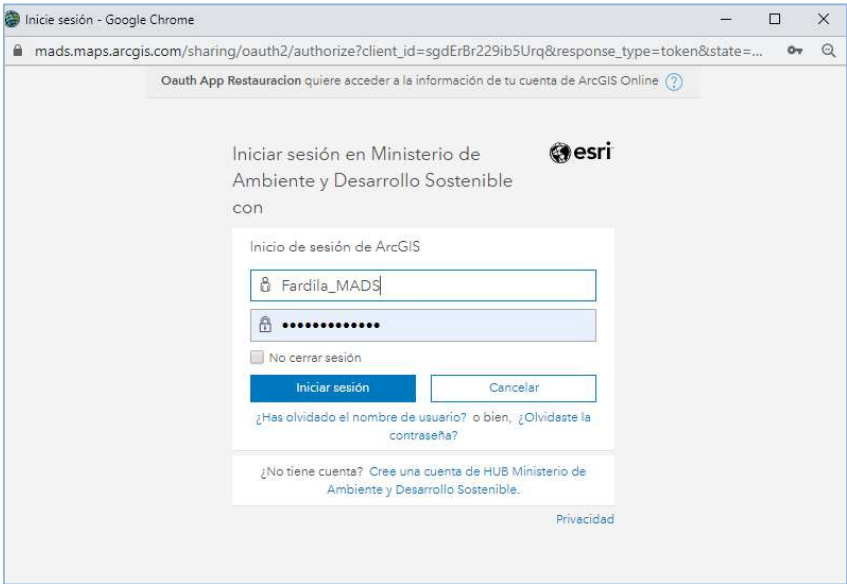 Inicie sesión - Google Chrome
mads.maps.arcgis.com/sharing/oauth2/authorize?client_id=sgdErBr229ib5Urq&response_type=token&state=...
Oauth App Restauracion quiere acceder a la información de tu cuenta de ArcGIS Online ?
Iniciar sesión en Ministerio de
Ambiente y Desarrollo Sostenible
con
esri
Inicio de sesión de ArcGIS
Fardila_MADS
•••••••••••••
No cerrar sesión
Iniciar sesión
Cancelar
¿Has olvidado el nombre de usuario? o bien, ¿Olvidaste la
contraseña?
¿No tiene cuenta? Cree una cuenta de HUB Ministerio de
Ambiente y Desarrollo Sostenible.
Privacidad